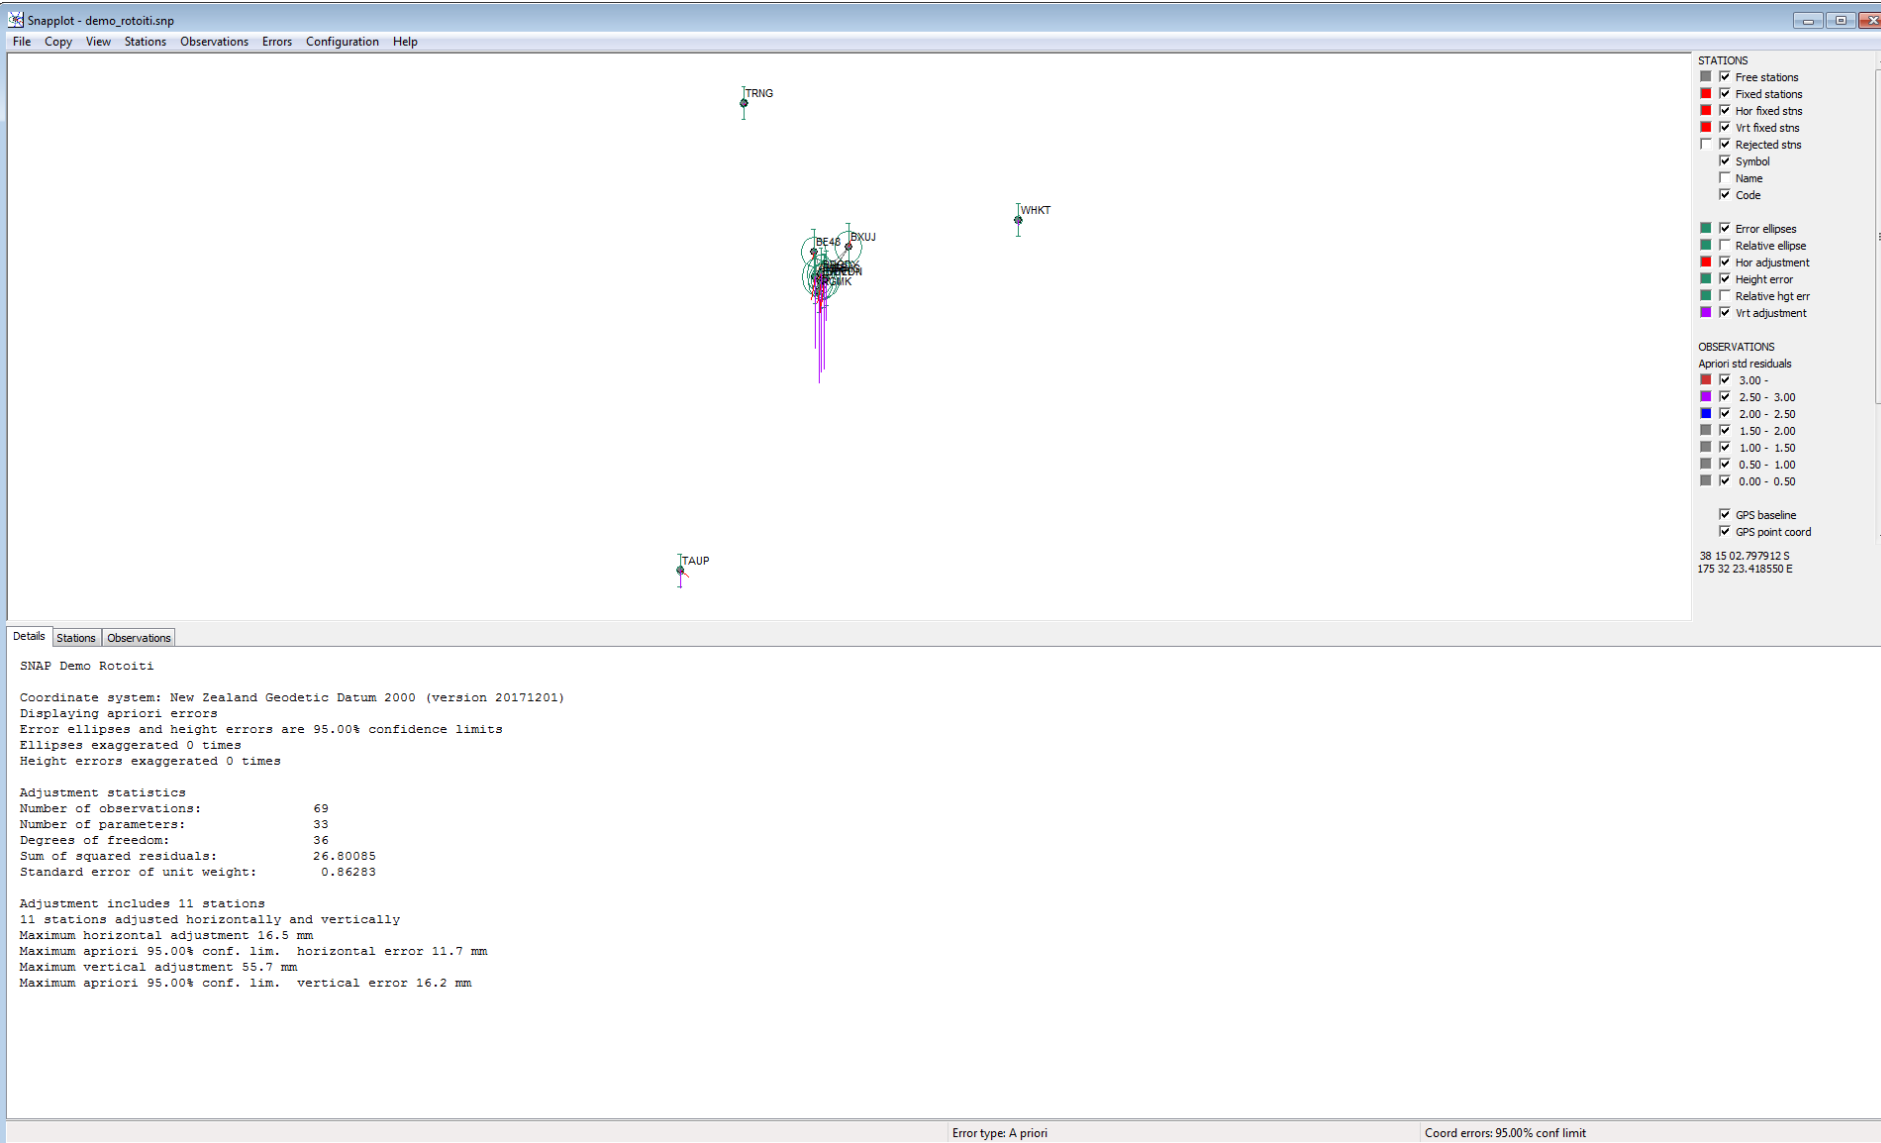 Snapplot - demo_rotoiti.snp
File Copy View Stations Observations Errors Configuration Help
TRNG
WHKT
BE48
BXUJ
TAUP
STATIONS
Free stations
Fixed stations
Hor fixed stns
Vrt fixed stns
Rejected stns
Symbol
Name
Code
Error ellipses
Relative ellipse
Hor adjustment
Height error
Relative hgt err
Vrt adjustment
OBSERVATIONS
Apriori std residuals
3.00 -
2.50 - 3.00
2.00 - 2.50
1.50 - 2.00
1.00 - 1.50
0.50 - 1.00
0.00 - 0.50
GPS baseline
GPS point coord
38 15 02.797912 S
175 32 23.418550 E
Details Stations Observations
SNAP Demo Rotoiti
Coordinate system: New Zealand Geodetic Datum 2000 (version 20171201)
Displaying apriori errors
Error ellipses and height errors are 95.00% confidence limits
Ellipses exaggerated 0 times
Height errors exaggerated 0 times
Adjustment statistics
Number of observations: 69
Number of parameters: 33
Degrees of freedom: 36
Sum of squared residuals: 26.80085
Standard error of unit weight: 0.86283
Adjustment includes 11 stations
11 stations adjusted horizontally and vertically
Maximum horizontal adjustment 16.5 mm
Maximum apriori 95.00% conf. lim. horizontal error 11.7 mm
Maximum vertical adjustment 55.7 mm
Maximum apriori 95.00% conf. lim. vertical error 16.2 mm
Error type: A priori
Coord errors: 95.00% conf limit